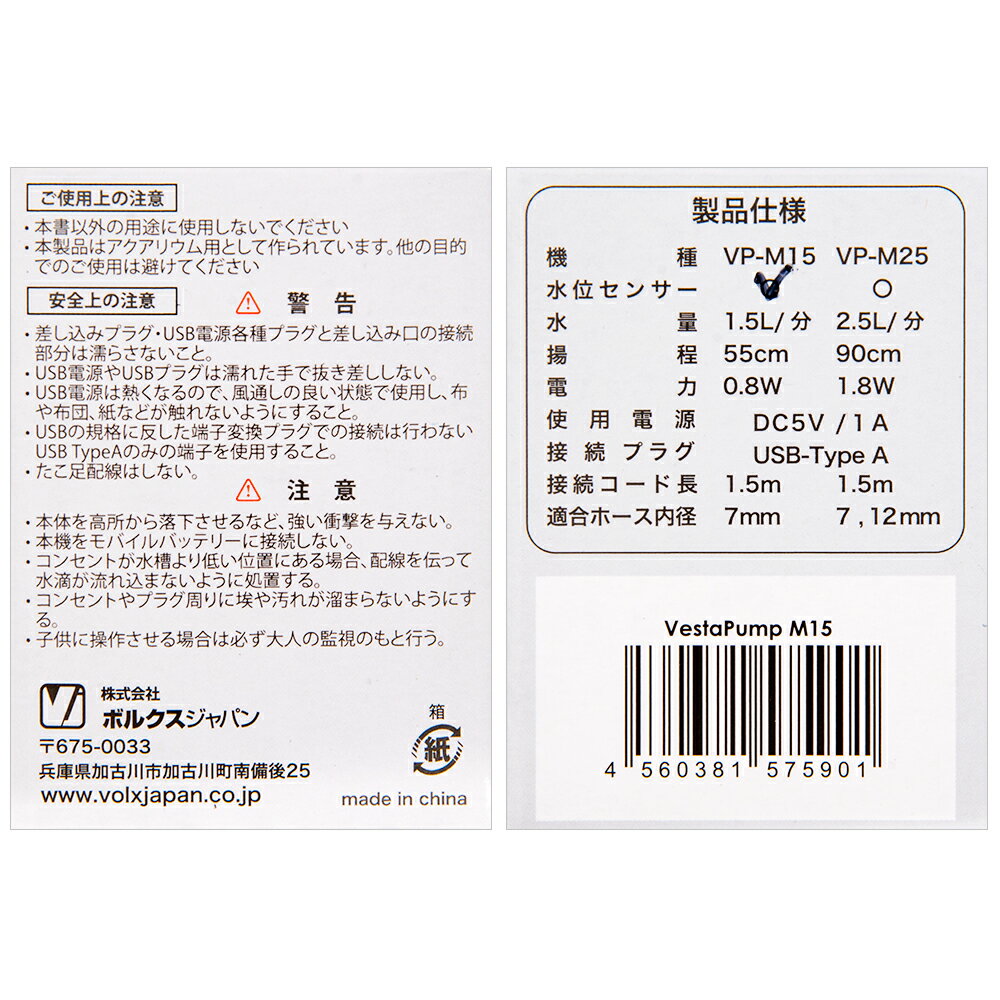 ご使用上の注意
・本書以外の用途に使用しないでください
・本製品はアクアリウム用として作られています。他の目的
でのご使用は避けてください
安全上の注意
警告
・差し込みプラグ・USB電源各種プラグと差し込み口の接続
部分は濡らさないこと。
・USB電源やUSBプラグは濡れた手で抜き差ししない。
・USB電源は熱くなるので、風通しの良い状態で使用し、布
や布団、紙などが触れないようにすること。
・USBの規格に反した端子変換プラグでの接続は行わない
USB TypeAのみの端子を使用すること。
・たこ足配線はしない。
注意
・本体を高所から落下させるなど、強い衝撃を与えない。
・本機をモバイルバッテリーに接続しない。
・コンセントが水槽より低い位置にある場合、配線を伝って
水滴が流れ込まないように処置する。
・コンセントやプラグ周りに埃や汚れが溜まらないようにす
る。
・子供に操作させる場合は必ず大人の監視のもと行う。
株式会社
ボルクスジャパン
〒675-0033
兵庫県加古川市加古川町南備後25
www.volxjapan.co.jp
箱
紙
made in china
製品仕様
機種 VP-M15 VP-M25
水位センサー ○
水量 1.5L/分 2.5L/分
揚程 55cm 90cm
電力 0.8W 1.8W
使用電源 DC5V /1A
接続プラグ USB-Type A
接続コード長 1.5m 1.5m
適合ホース内径 7mm 7,12mm
VestaPump M15
4 560381 575901